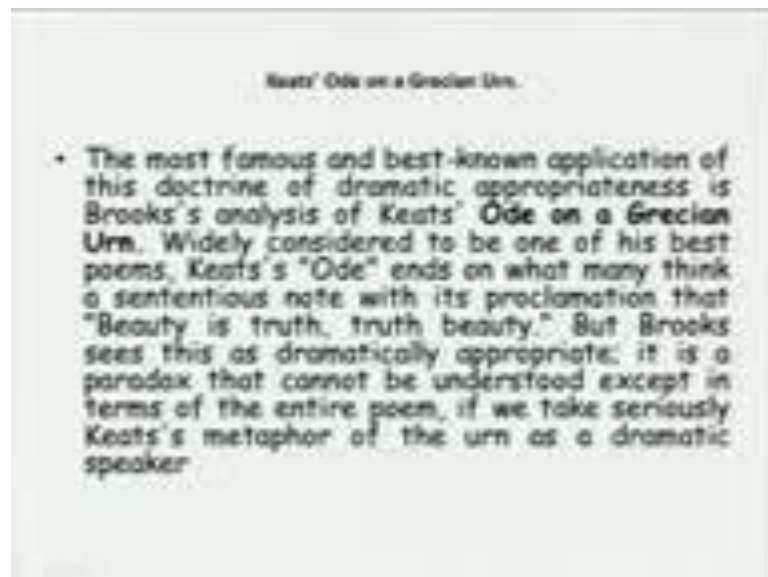 Keats' Ode on a Grecian Urn.
• The most famous and best-known application of
this doctrine of dramatic appropriateness is
Brooks's analysis of Keats' Ode on a Grecian
Urn. Widely considered to be one of his best
poems, Keats's "Ode" ends on what many think
a sententious note with its proclamation that
"Beauty is truth, truth beauty." But Brooks
sees this as dramatically appropriate; it is a
paradox that cannot be understood except in
terms of the entire poem, if we take seriously
Keats's metaphor of the urn as a dramatic
speaker